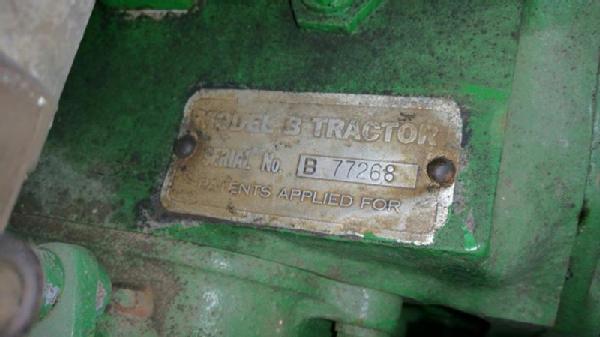 MODEL B TRACTOR
SERIAL NO. B 77268
PATENTS APPLIED FOR